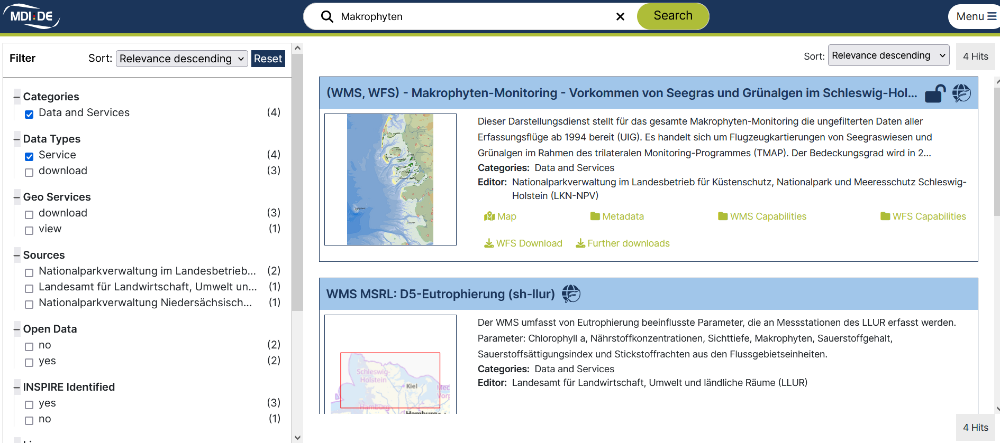 MDI:DE
Makrophyten
Search
Menu
Filter
Sort: Relevance descending Reset
Categories
Data and Services (4)
Data Types
Service (4)
download (3)
Geo Services
download (3)
view (1)
Sources
Nationalparkverwaltung im Landesbetrieb... (2)
Landesamt für Landwirtschaft, Umwelt un... (1)
Nationalparkverwaltung Niedersächsisch... (1)
Open Data
no (2)
yes (2)
INSPIRE Identified
yes (3)
no (1)
Sort: Relevance descending
4 Hits
(WMS, WFS) - Makrophyten-Monitoring - Vorkommen von Seegras und Grünalgen im Schleswig-Hol...
Dieser Darstellungsdienst stellt für das gesamte Makrophyten-Monitoring die ungefilterten Daten aller
Erfassungsflüge ab 1994 bereit (UIG). Es handelt sich um Flugzeugkartierungen von Seegraswiesen und
Grünalgen im Rahmen des trilateralen Monitoring-Programmes (TMAP). Der Bedeckungsgrad wird in 2...
Categories: Data and Services
Editor: Nationalparkverwaltung im Landesbetrieb für Küstenschutz, Nationalpark und Meeresschutz Schleswig-
Holstein (LKN-NPV)
Map
Metadata
WMS Capabilities
WFS Capabilities
WFS Download
Further downloads
WMS MSRL: D5-Eutrophierung (sh-llur)
Schleswig-
Holstein
Kiel
Hamburg
Der WMS umfasst von Eutrophierung beeinflusste Parameter, die an Messstationen des LLUR erfasst werden.
Parameter: Chlorophyll a, Nährstoffkonzentrationen, Sichttiefe, Makrophyten, Sauerstoffgehalt,
Sauerstoffsättigungsindex und Stickstoffrachten aus den Flussgebietseinheiten.
Categories: Data and Services
Editor: Landesamt für Landwirtschaft, Umwelt und ländliche Räume (LLUR)
4 Hits